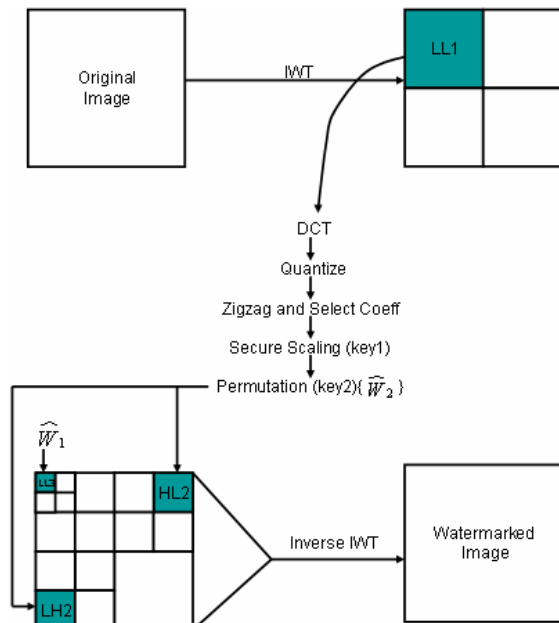 Original
Image
IWT
LL1
DCT
Quantize
Zigzag and Select Coeff
Secure Scaling (key1)
Permutation (key2){ Ŵ₂ }
Ŵ₁
LL3
HL2
LH2
Inverse IWT
Watermarked
Image